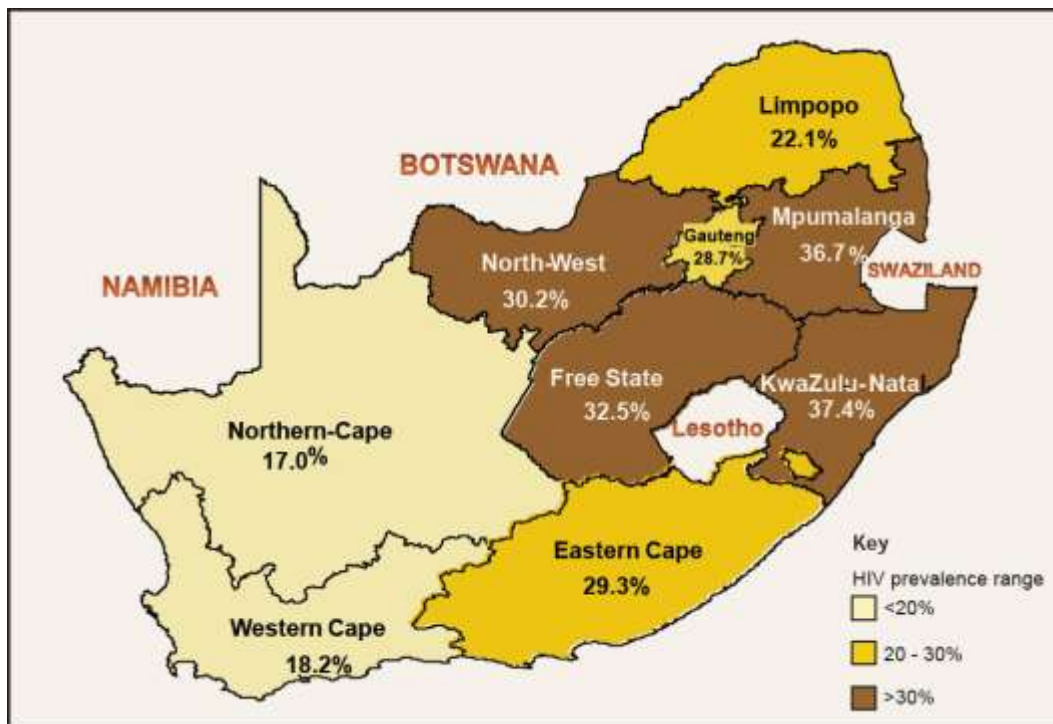 Limpopo
22.1%
BOTSWANA
Mpumalanga
36.7%
Gauteng
28.7%
North-West
30.2%
SWAZILAND
NAMIBIA
Free State
32.5%
KwaZulu-Natal
37.4%
Lesotho
Northern-Cape
17.0%
Eastern Cape
29.3%
Western Cape
18.2%
Key
HIV prevalence range
<20%
20 - 30%
>30%